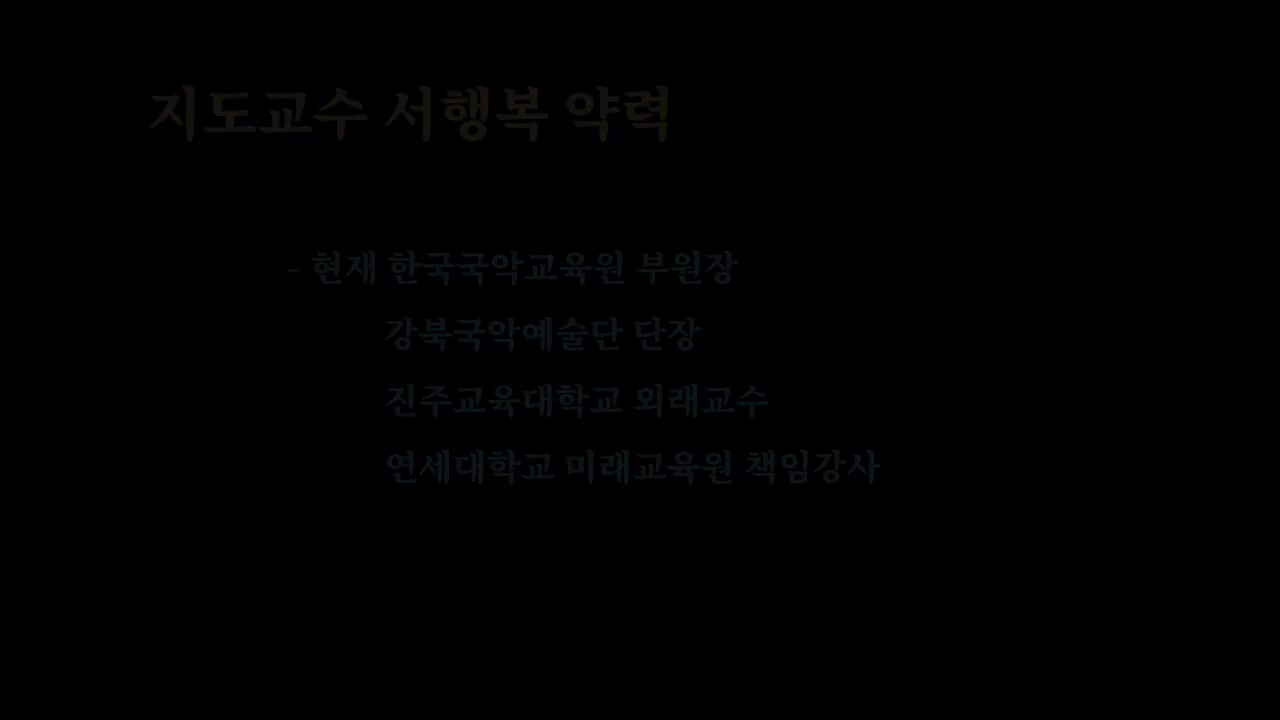 지도교수 서행복 약력
- 현재 한국국악교육원 부원장
강북국악예술단 단장
진주교육대학교 외래교수
연세대학교 미래교육원 책임강사